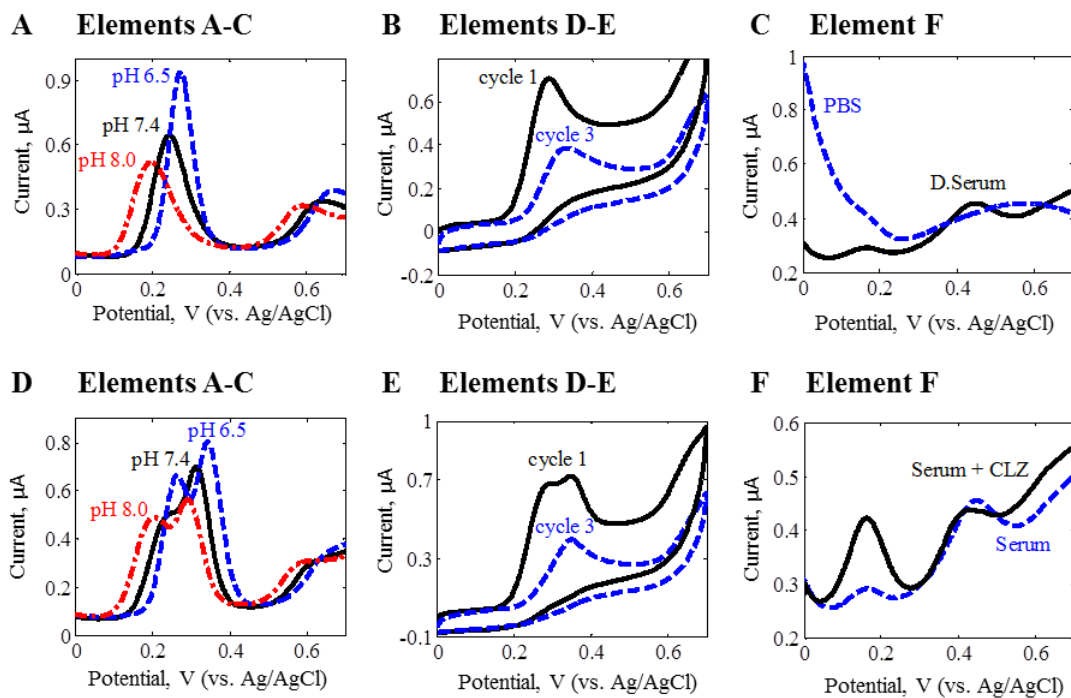 A Elements A-C
pH 6.5
pH 7.4
pH 8.0
Current, µA
0.9
0.6
0.3
0
0 0.2 0.4 0.6
Potential, V (vs. Ag/AgCl)
B Elements D-E
cycle 1
cycle 3
Current, µA
0.6
0.4
0.2
0
-0.2
0 0.2 0.4 0.6
Potential, V (vs. Ag/AgCl)
C Element F
PBS
D.Serum
Current, µA
1
0.8
0.6
0.4
0.2
0 0.2 0.4 0.6
Potential, V (vs. Ag/AgCl)
D Elements A-C
pH 6.5
pH 7.4
pH 8.0
Current, µA
0.8
0.6
0.4
0.2
0
0 0.2 0.4 0.6
Potential, V (vs. Ag/AgCl)
E Elements D-E
cycle 1
cycle 3
Current, µA
1
0.7
0.3
-0.1
0 0.2 0.4 0.6
Potential, V (vs. Ag/AgCl)
F Element F
Serum + CLZ
Serum
Current, µA
0.6
0.5
0.4
0.3
0.2
0 0.2 0.4 0.6
Potential, V (vs. Ag/AgCl)